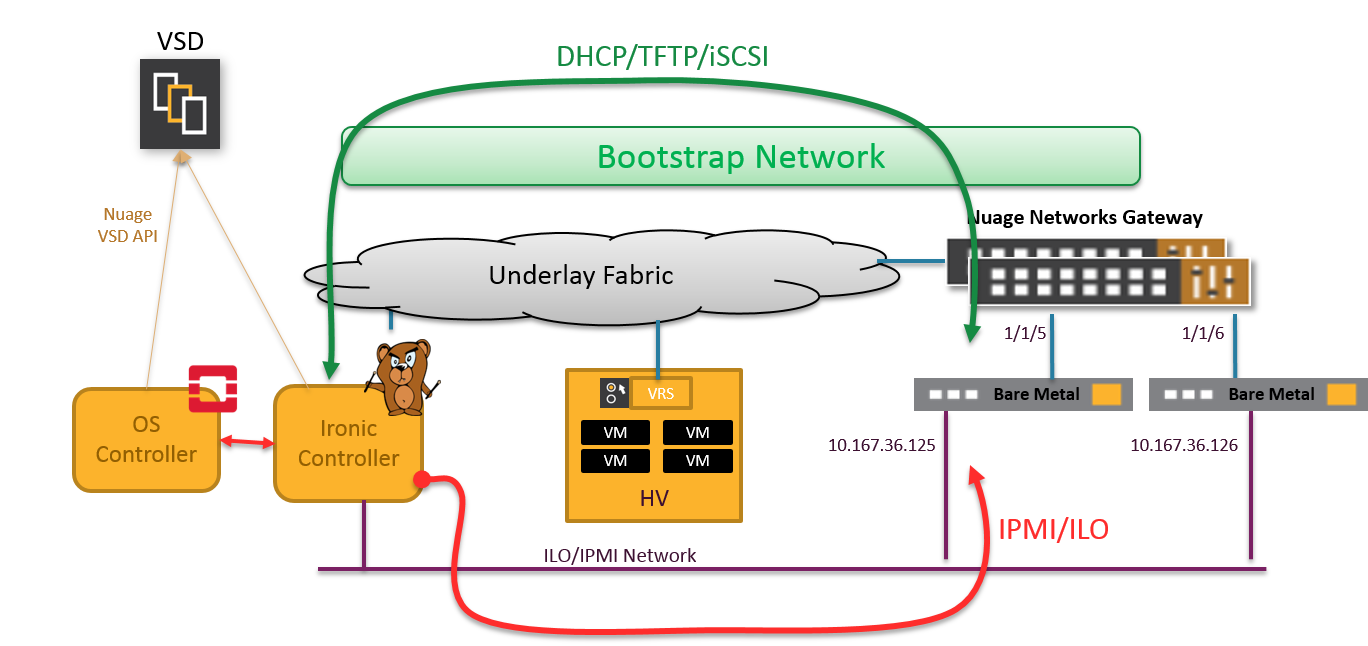 VSD
DHCP/TFTP/iSCSI
Bootstrap Network
Nuage
VSD API
Nuage Networks Gateway
Underlay Fabric
1/1/5
1/1/6
VRS
Bare Metal
Bare Metal
OS
Controller
Ironic
Controller
VM
VM
VM
VM
HV
10.167.36.125
10.167.36.126
IPMI/ILO
ILO/IPMI Network